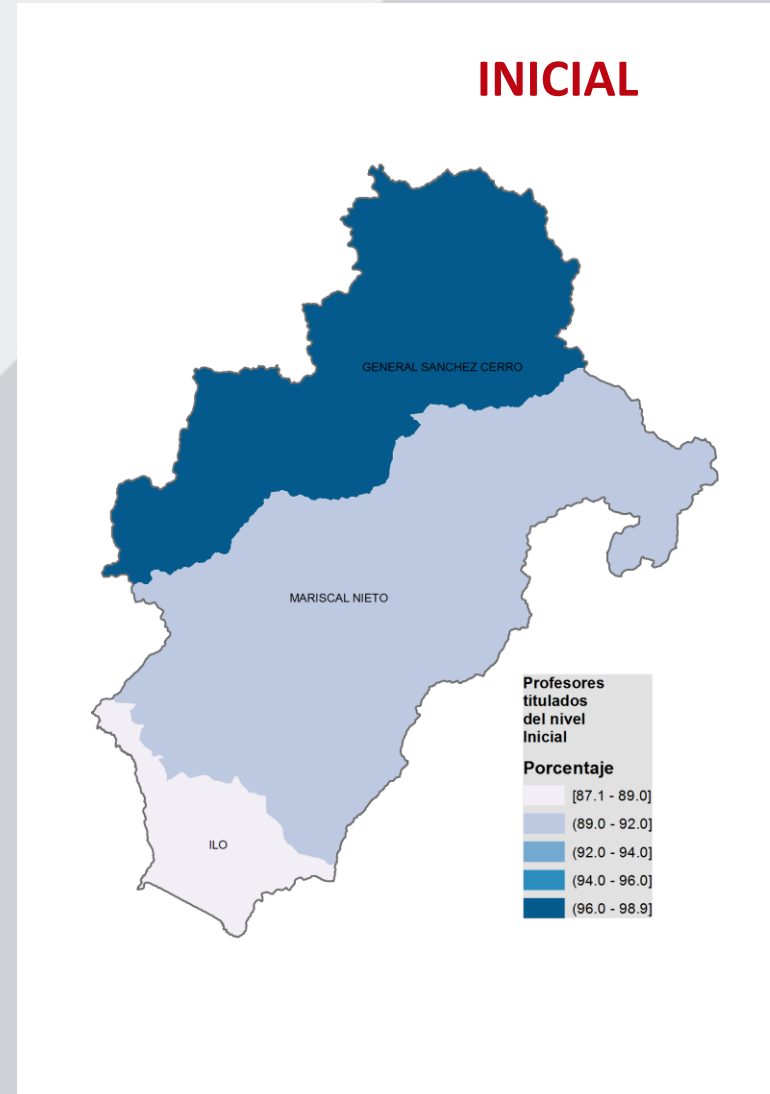 INICIAL
GENERAL SANCHEZ CERRO
MARISCAL NIETO
ILO
Profesores
titulados
del nivel
Inicial
Porcentaje
[87.1 - 89.0]
(89.0 - 92.0]
(92.0 - 94.0]
(94.0 - 96.0]
(96.0 - 98.9]